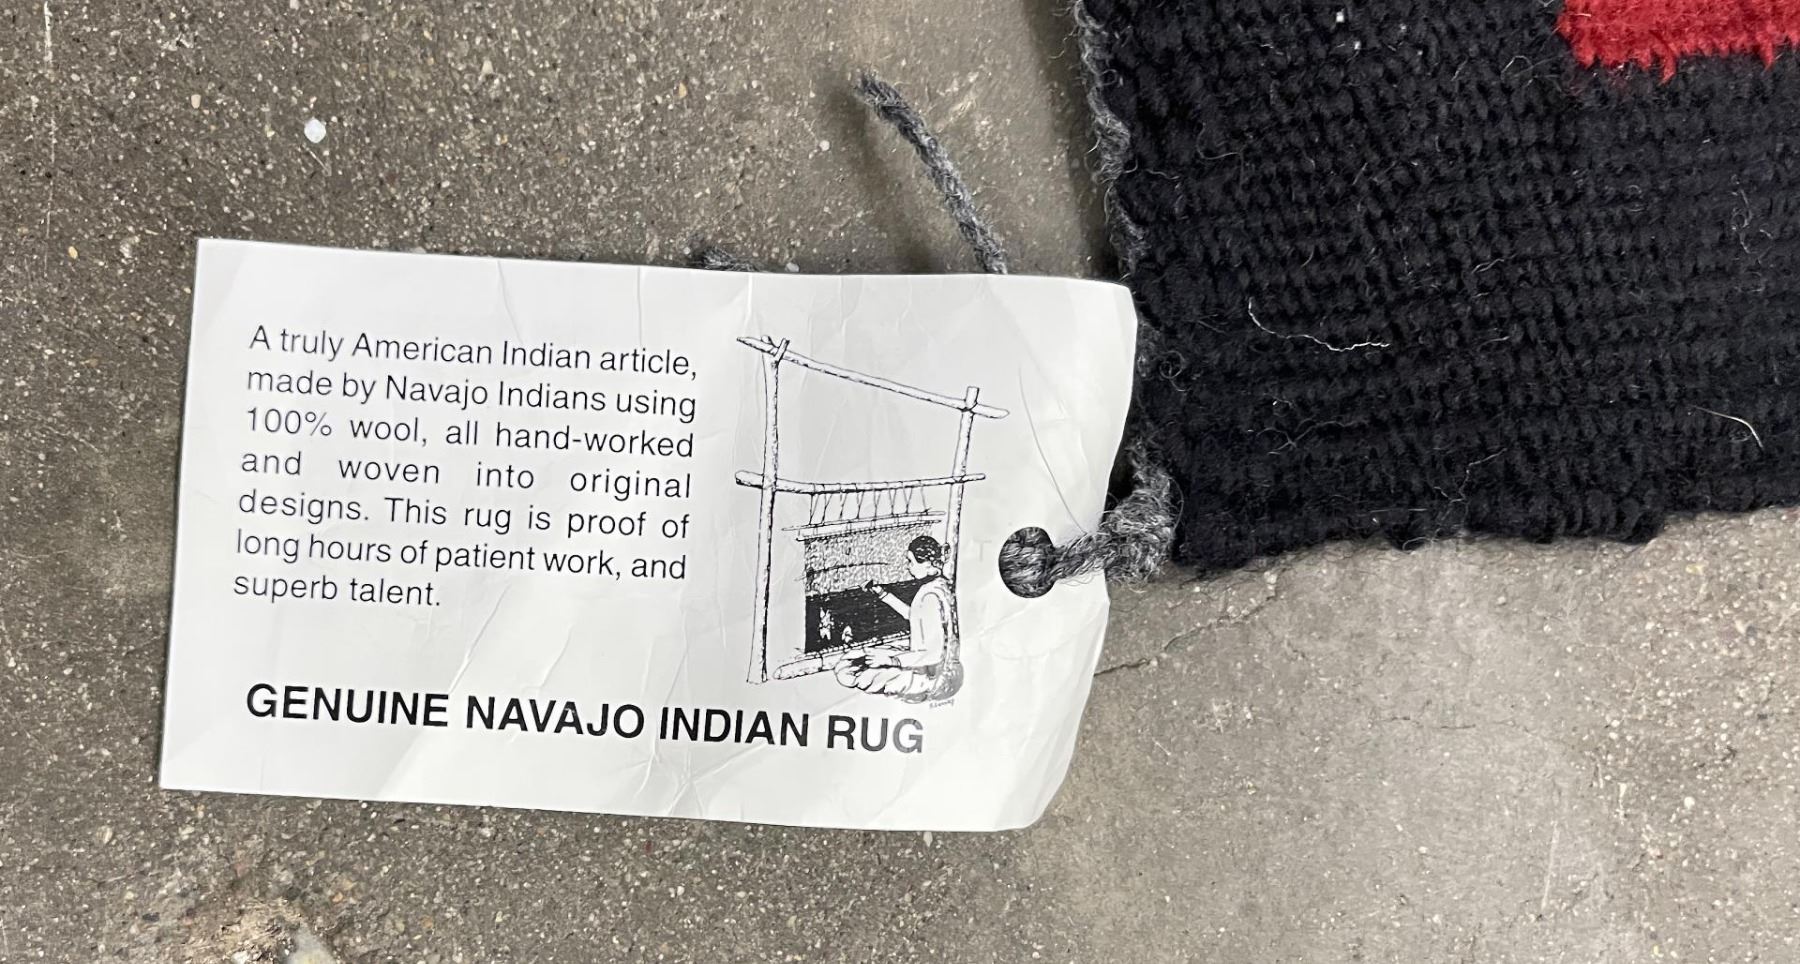 A truly American Indian article,
made by Navajo Indians using
100% wool, all hand-worked
and woven into original
designs. This rug is proof of
long hours of patient work, and
superb talent.
GENUINE NAVAJO INDIAN RUG